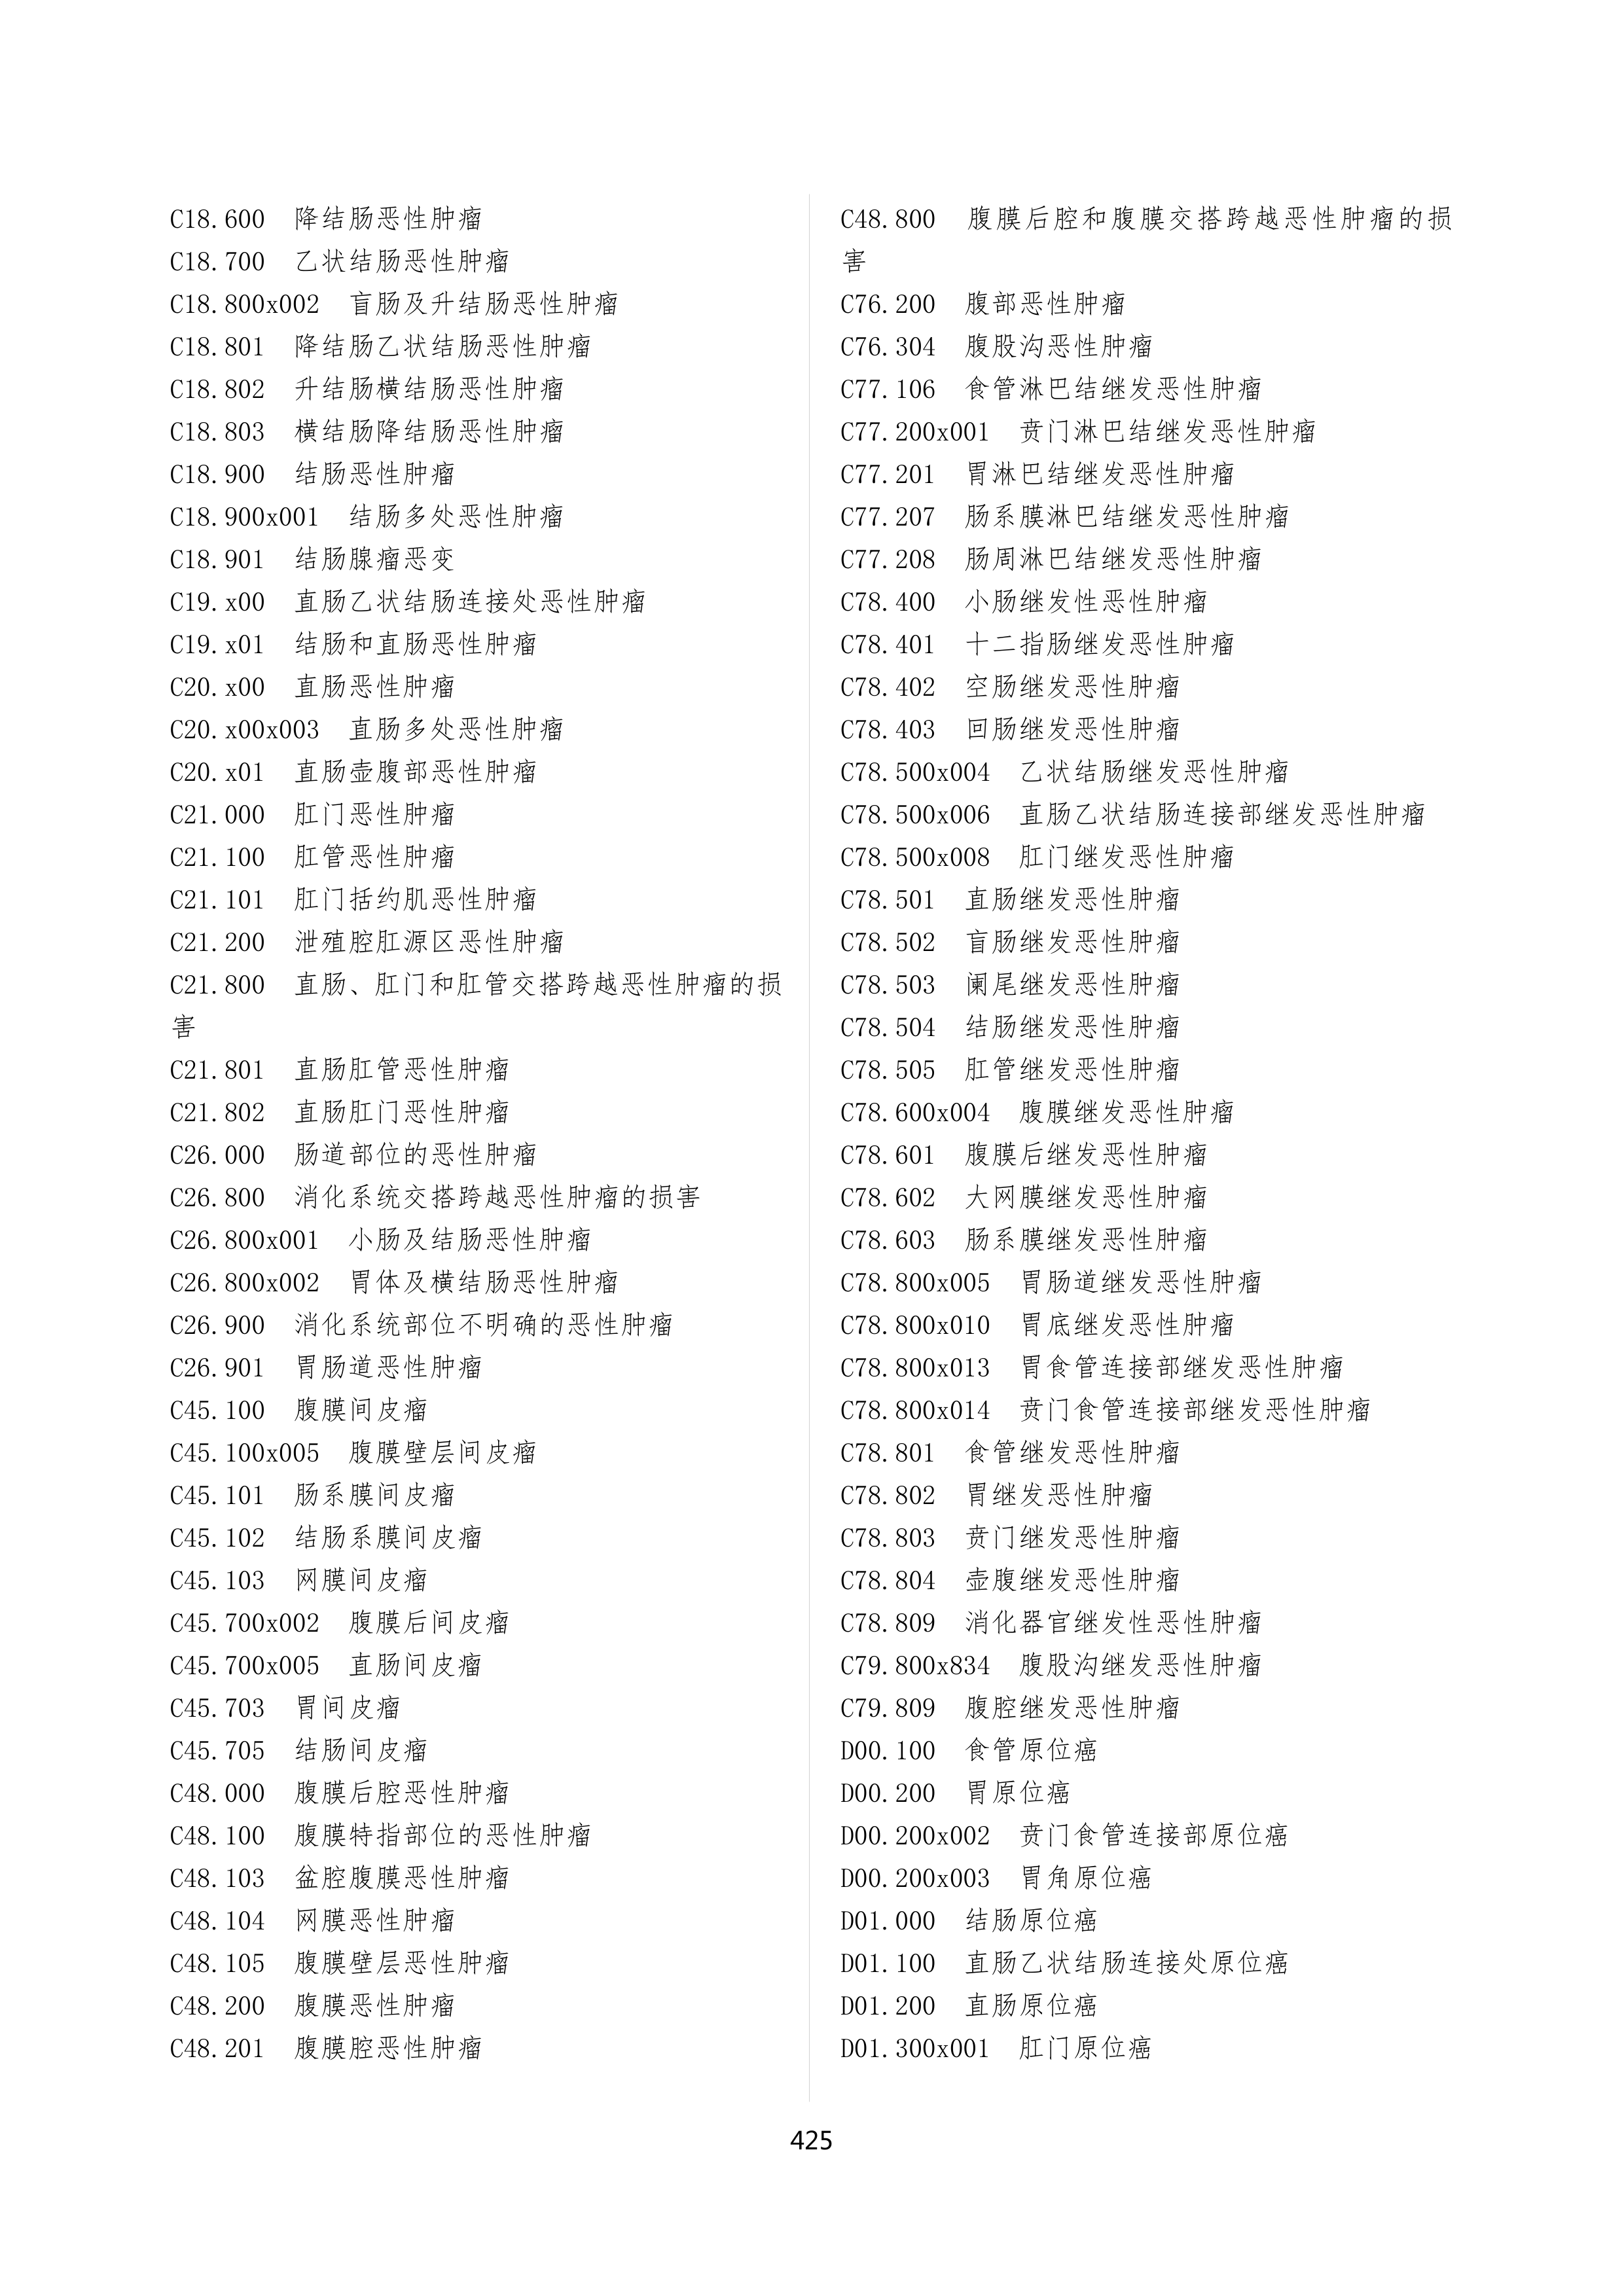 C18.600 降结肠恶性肿瘤
C18.700 乙状结肠恶性肿瘤
C18.800x002 盲肠及升结肠恶性肿瘤
C18.801 降结肠乙状结肠恶性肿瘤
C18.802 升结肠横结肠恶性肿瘤
C18.803 横结肠降结肠恶性肿瘤
C18.900 结肠恶性肿瘤
C18.900x001 结肠多处恶性肿瘤
C18.901 结肠腺瘤恶变
C19.x00 直肠乙状结肠连接处恶性肿瘤
C19.x01 结肠和直肠恶性肿瘤
C20.x00 直肠恶性肿瘤
C20.x00x003 直肠多处恶性肿瘤
C20.x01 直肠壶腹部恶性肿瘤
C21.000 肛门恶性肿瘤
C21.100 肛管恶性肿瘤
C21.101 肛门括约肌恶性肿瘤
C21.200 泄殖腔肛源区恶性肿瘤
C21.800 直肠、肛门和肛管交搭跨越恶性肿瘤的损
害
C21.801 直肠肛管恶性肿瘤
C21.802 直肠肛门恶性肿瘤
C26.000 肠道部位的恶性肿瘤
C26.800 消化系统交搭跨越恶性肿瘤的损害
C26.800x001 小肠及结肠恶性肿瘤
C26.800x002 胃体及横结肠恶性肿瘤
C26.900 消化系统部位不明确的恶性肿瘤
C26.901 胃肠道恶性肿瘤
C45.100 腹膜间皮瘤
C45.100x005 腹膜壁层间皮瘤
C45.101 肠系膜间皮瘤
C45.102 结肠系膜间皮瘤
C45.103 网膜间皮瘤
C45.700x002 腹膜后间皮瘤
C45.700x005 直肠间皮瘤
C45.703 胃间皮瘤
C45.705 结肠间皮瘤
C48.000 腹膜后腔恶性肿瘤
C48.100 腹膜特指部位的恶性肿瘤
C48.103 盆腔腹膜恶性肿瘤
C48.104 网膜恶性肿瘤
C48.105 腹膜壁层恶性肿瘤
C48.200 腹膜恶性肿瘤
C48.201 腹膜腔恶性肿瘤
C48.800 腹膜后腔和腹膜交搭跨越恶性肿瘤的损
害
C76.200 腹部恶性肿瘤
C76.304 腹股沟恶性肿瘤
C77.106 食管淋巴结继发恶性肿瘤
C77.200x001 贲门淋巴结继发恶性肿瘤
C77.201 胃淋巴结继发恶性肿瘤
C77.207 肠系膜淋巴结继发恶性肿瘤
C77.208 肠周淋巴结继发恶性肿瘤
C78.400 小肠继发性恶性肿瘤
C78.401 十二指肠继发恶性肿瘤
C78.402 空肠继发恶性肿瘤
C78.403 回肠继发恶性肿瘤
C78.500x004 乙状结肠继发恶性肿瘤
C78.500x006 直肠乙状结肠连接部继发恶性肿瘤
C78.500x008 肛门继发恶性肿瘤
C78.501 直肠继发恶性肿瘤
C78.502 盲肠继发恶性肿瘤
C78.503 阑尾继发恶性肿瘤
C78.504 结肠继发恶性肿瘤
C78.505 肛管继发恶性肿瘤
C78.600x004 腹膜继发恶性肿瘤
C78.601 腹膜后继发恶性肿瘤
C78.602 大网膜继发恶性肿瘤
C78.603 肠系膜继发恶性肿瘤
C78.800x005 胃肠道继发恶性肿瘤
C78.800x010 胃底继发恶性肿瘤
C78.800x013 胃食管连接部继发恶性肿瘤
C78.800x014 贲门食管连接部继发恶性肿瘤
C78.801 食管继发恶性肿瘤
C78.802 胃继发恶性肿瘤
C78.803 贲门继发恶性肿瘤
C78.804 壶腹继发恶性肿瘤
C78.809 消化器官继发性恶性肿瘤
C79.800x834 腹股沟继发恶性肿瘤
C79.809 腹腔继发恶性肿瘤
D00.100 食管原位癌
D00.200 胃原位癌
D00.200x002 贲门食管连接部原位癌
D00.200x003 胃角原位癌
D01.000 结肠原位癌
D01.100 直肠乙状结肠连接处原位癌
D01.200 直肠原位癌
D01.300x001 肛门原位癌
425